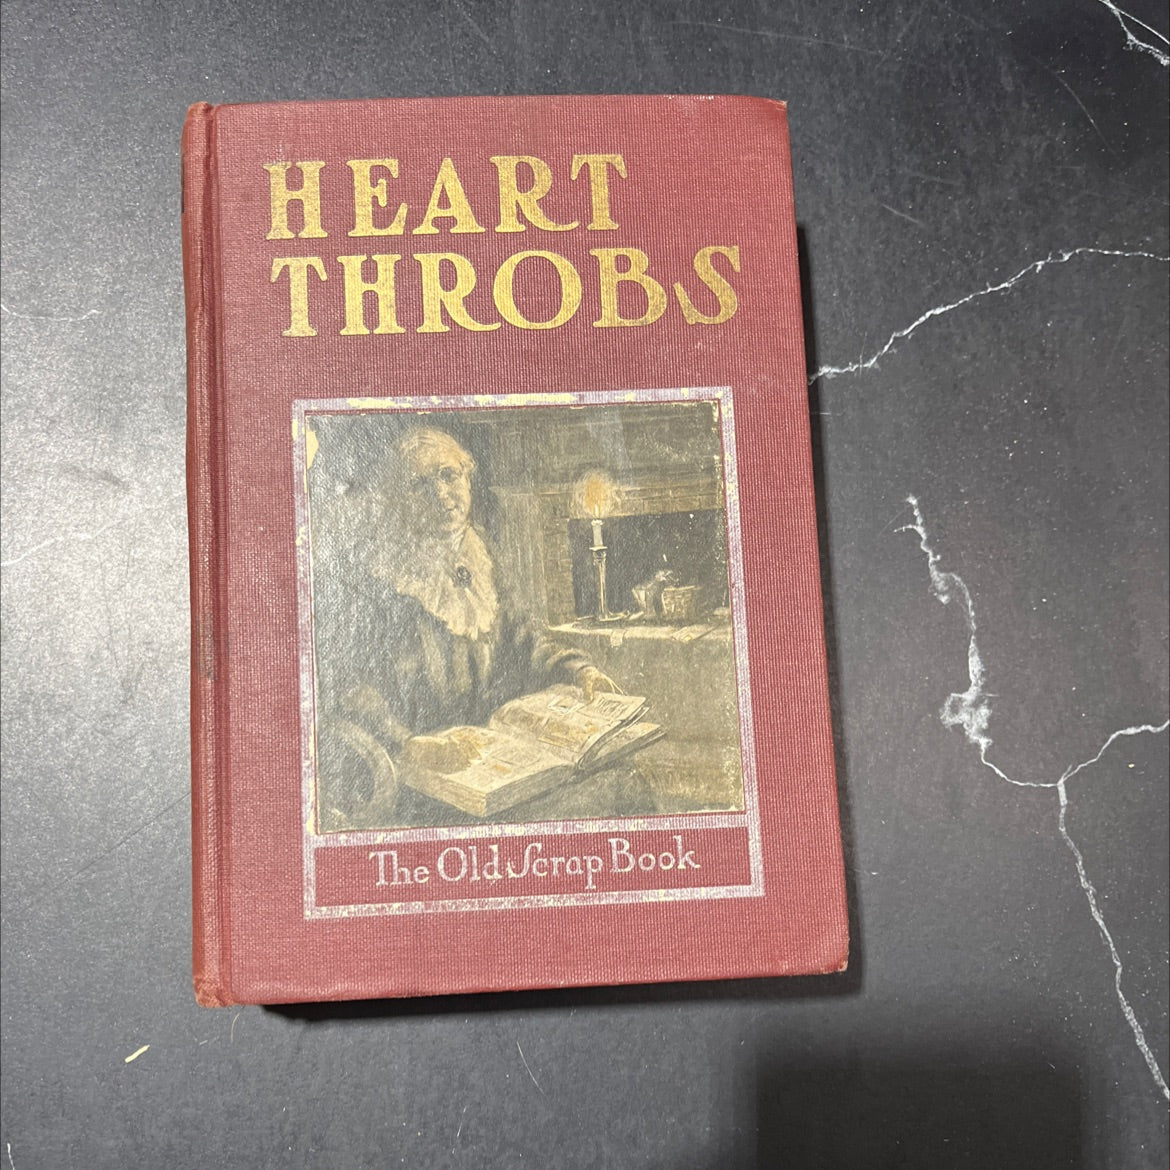 HEART
THROBS
The Old Scrap Book